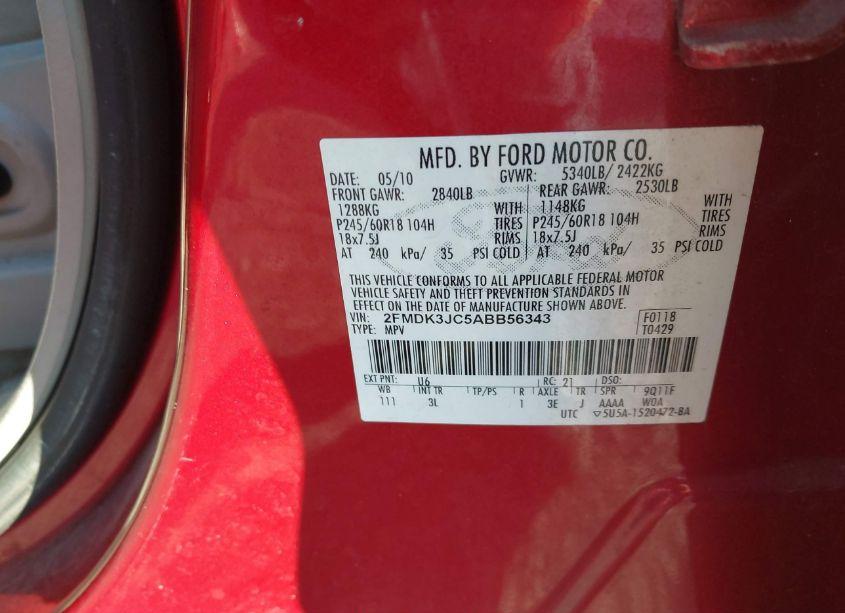 MFD. BY FORD MOTOR CO.
DATE: 05/10 GVWR: 5340LB/ 2422KG
FRONT GAWR: 2840LB REAR GAWR: 2530LB
1288KG WITH 1148KG WITH
P245/60R18 104H TIRES P245/60R18 104H TIRES
18x7.5J RIMS 18x7.5J RIMS
AT 240 kPa/ 35 PSI COLD AT 240 kPa/ 35 PSI COLD
THIS VEHICLE CONFORMS TO ALL APPLICABLE FEDERAL MOTOR
VEHICLE SAFETY AND THEFT PREVENTION STANDARDS IN
EFFECT ON THE DATE OF MANUFACTURE SHOWN ABOVE.
VIN: 2FMDK3JC5ABB56343 F0118
TYPE: MPV T0429
EXT PNT: U6 RC: 21 DSO:
WB INT TR TP/PS R AXLE TR SPR 9Q11F
111 3L 1 3E J AAAA W0A
UTC ▽5U5A-1520472-BA